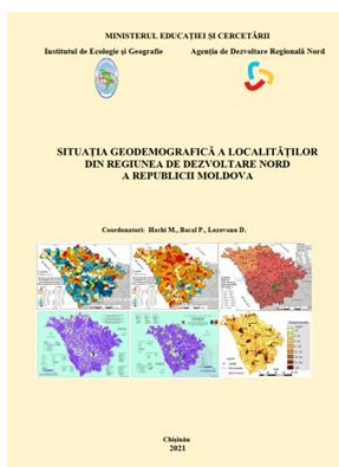 MINISTERUL EDUCAȚIEI ȘI CERCETĂRII
Institutul de Ecologie și Geografie
Agenția de Dezvoltare Regională Nord
SITUAȚIA GEODEMOGRAFICĂ A LOCALITĂȚILOR
DIN REGIUNEA DE DEZVOLTARE NORD
A REPUBLICII MOLDOVA
Coordonatori: Hachi M., Bacal P., Lozovanu D.
Chișinău
2021